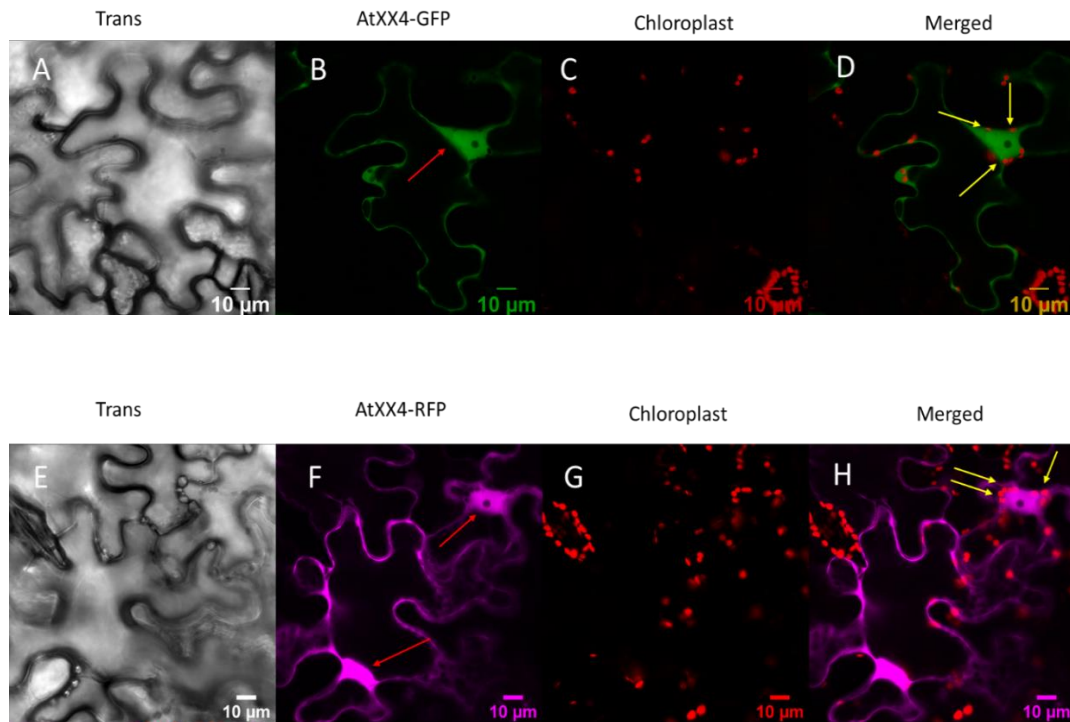 Trans AtXX4-GFP Chloroplast Merged
A B C D
10 µm 10 µm 10 µm 10 µm
Trans AtXX4-RFP Chloroplast Merged
E F G H
10 µm 10 µm 10 µm 10 µm